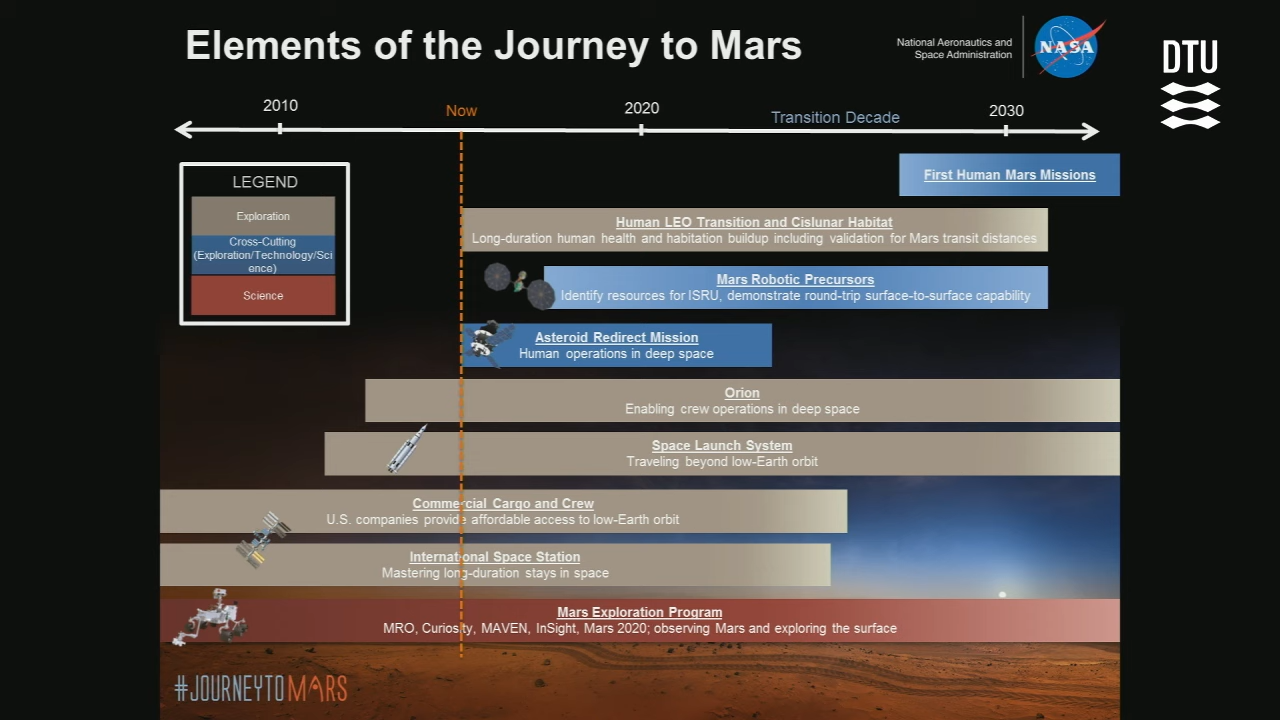 Elements of the Journey to Mars
National Aeronautics and
Space Administration
NASA
DTU
2010
Now
2020
Transition Decade
2030
LEGEND
Exploration
Cross-Cutting
(Exploration/Technology/Sci
ence)
Science
First Human Mars Missions
Human LEO Transition and Cislunar Habitat
Long-duration human health and habitation buildup including validation for Mars transit distances
Mars Robotic Precursors
Identify resources for ISRU, demonstrate round-trip surface-to-surface capability
Asteroid Redirect Mission
Human operations in deep space
Orion
Enabling crew operations in deep space
Space Launch System
Traveling beyond low-Earth orbit
Commercial Cargo and Crew
U.S. companies provide affordable access to low-Earth orbit
International Space Station
Mastering long-duration stays in space
Mars Exploration Program
MRO, Curiosity, MAVEN, InSight, Mars 2020; observing Mars and exploring the surface
#JOURNEYTOMARS